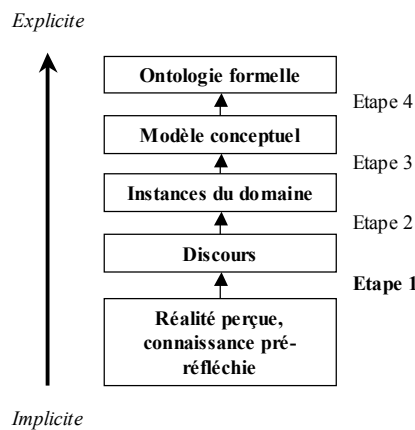 Explicite
Ontologie formelle
Etape 4
Modèle conceptuel
Etape 3
Instances du domaine
Etape 2
Discours
Etape 1
Réalité perçue,
connaissance pré-
réfléchie
Implicite